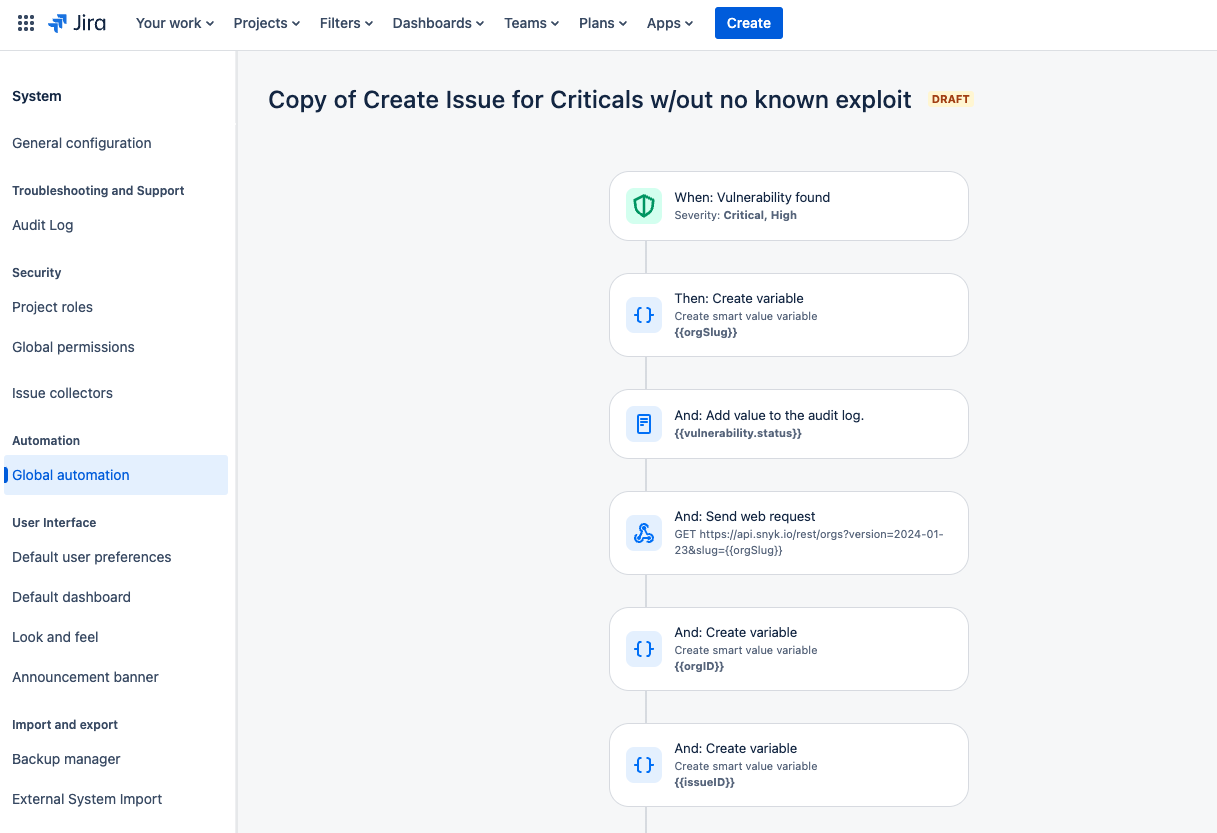 Jira
Your work Projects Filters Dashboards Teams Plans Apps Create
System
General configuration
Troubleshooting and Support
Audit Log
Security
Project roles
Global permissions
Issue collectors
Automation
Global automation
User Interface
Default user preferences
Default dashboard
Look and feel
Announcement banner
Import and export
Backup manager
External System Import
Copy of Create Issue for Criticals w/out no known exploit DRAFT
When: Vulnerability found
Severity: Critical, High
Then: Create variable
Create smart value variable
{{orgSlug}}
And: Add value to the audit log.
{{vulnerability.status}}
And: Send web request
GET https://api.snyk.io/rest/orgs?version=2024-01-
23&slug={{orgSlug}}
And: Create variable
Create smart value variable
{{orgID}}
And: Create variable
Create smart value variable
{{issueID}}